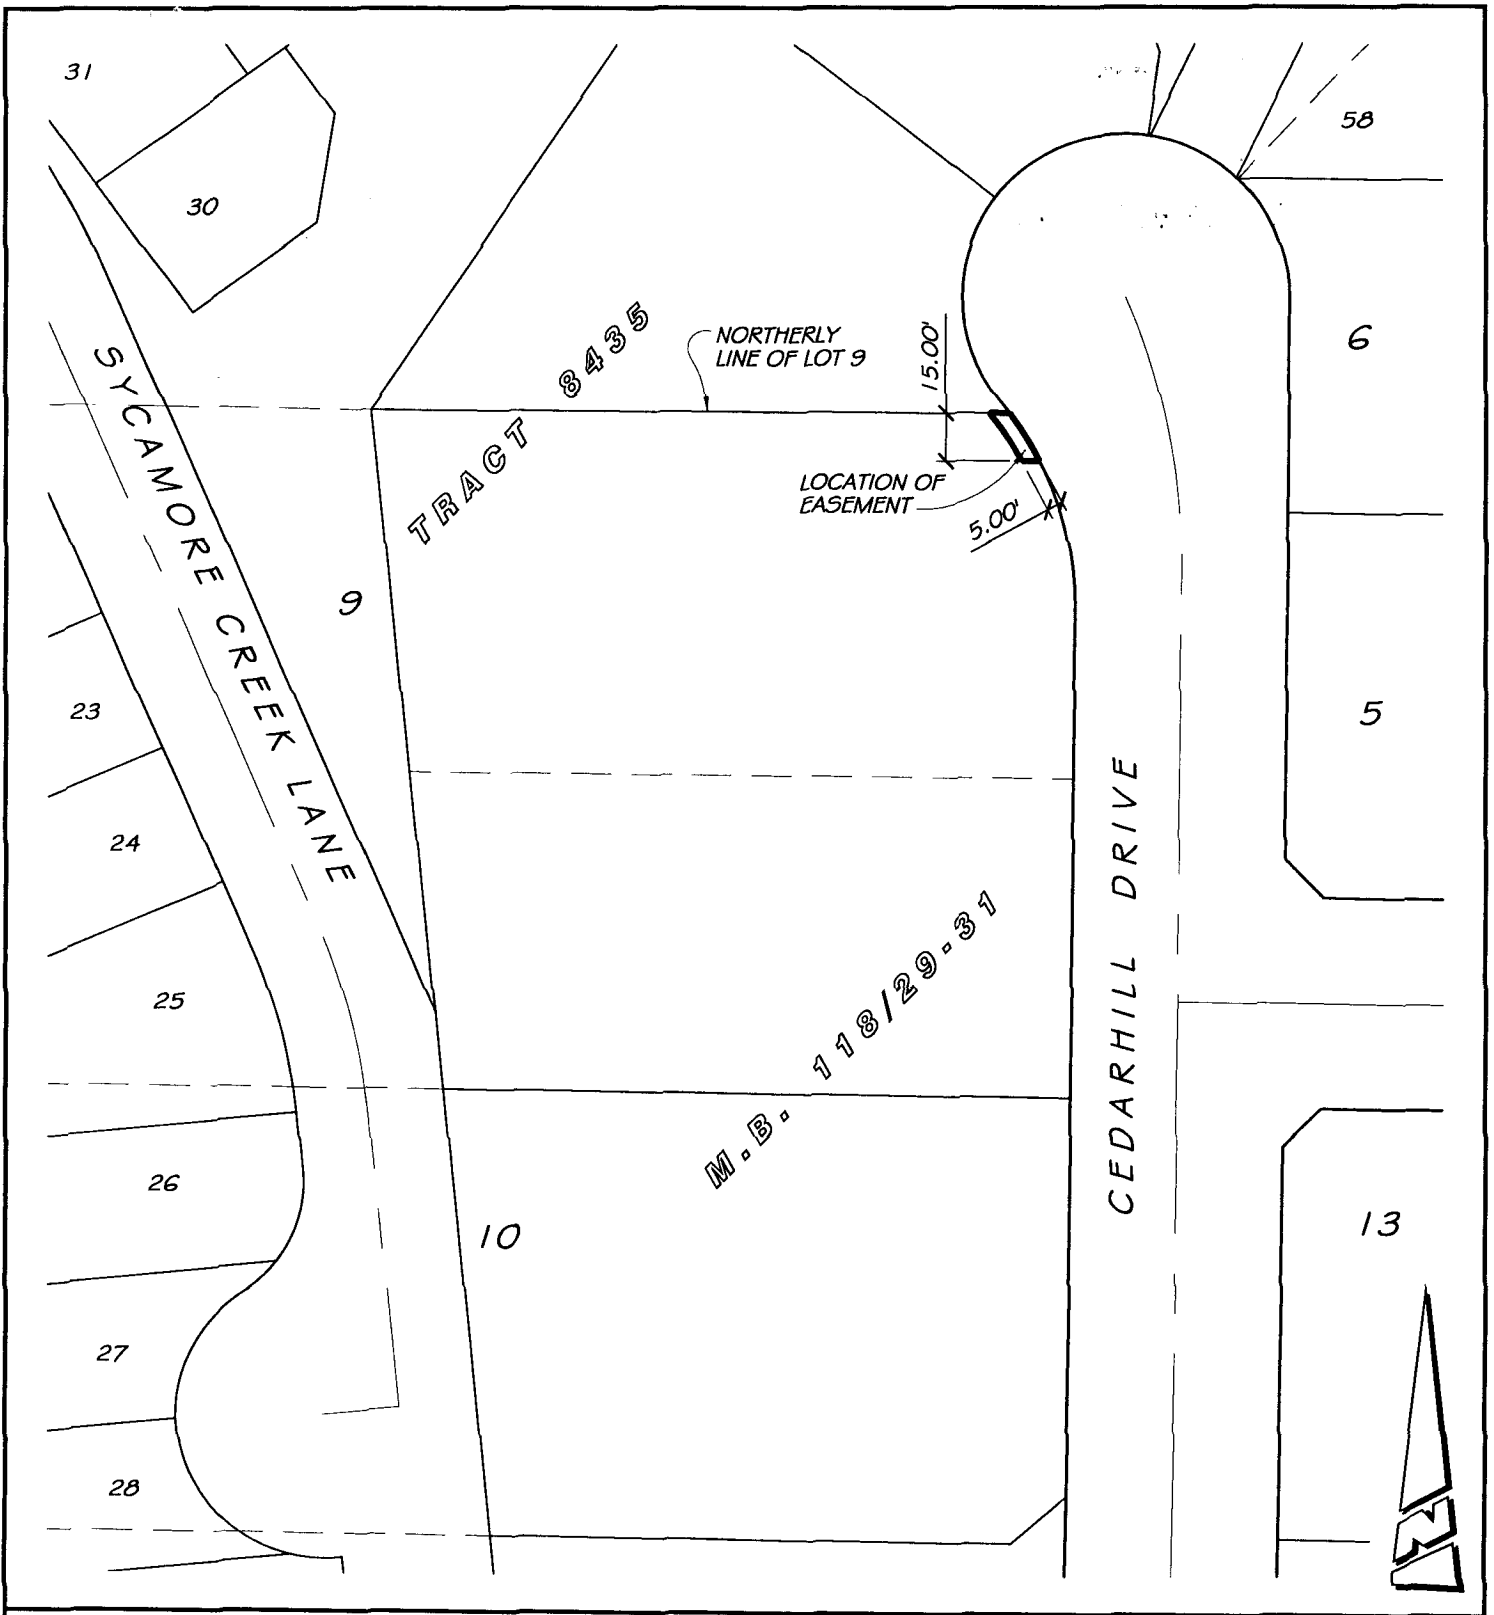 31
58
30
NORTHERLY
LINE OF LOT 9
15.00'
6
TRACT 8435
SYCAMORE CREEK LANE
LOCATION OF
EASEMENT
5.00'
9
23
5
24
CEDARHILL DRIVE
M.B. 118/29-31
25
26
10
13
27
28
N